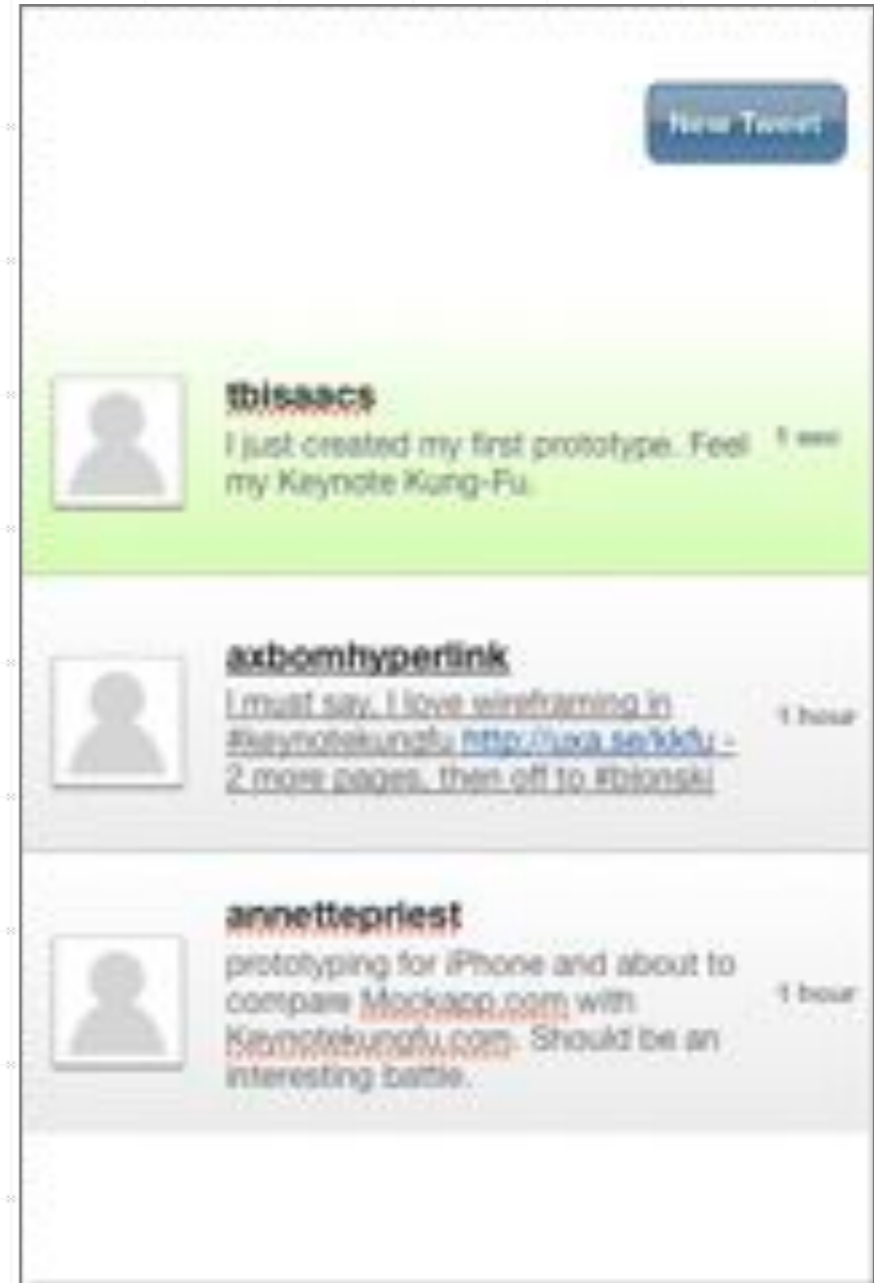 New Tweet
tbisaacs
I just created my first prototype. Feel
my Keynote Kung-Fu.
1 sec
axbomhyperlink
I must say, I love wireframing in
#keynotekungfu http://uxa.se/kkfu -
2 more pages, then off to #blonski
1 hour
annettepriest
prototyping for iPhone and about to
compare Mockapp.com with
Keynotekungfu.com. Should be an
interesting battle.
1 hour